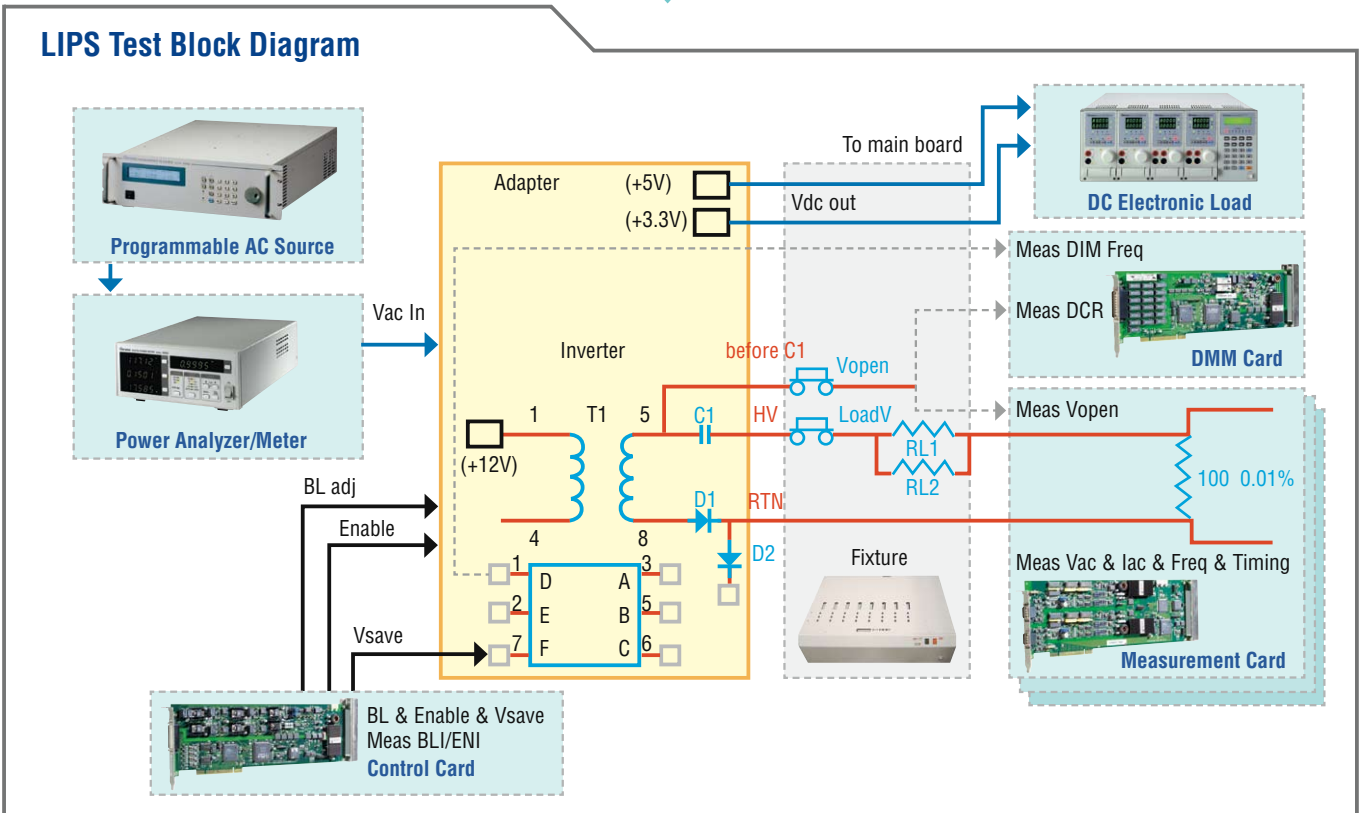 LIPS Test Block Diagram
Programmable AC Source
Power Analyzer/Meter
Vac In
Adapter
(+5V)
(+3.3V)
To main board
Vdc out
DC Electronic Load
Meas DIM Freq
Meas DCR
DMM Card
Inverter
before C1
Vopen
1
T1
5
C1
HV
LoadV
Meas Vopen
(+12V)
RL1
RL2
100 0.01%
BL adj
Enable
D1
RTN
4
8
D2
1
D
A
3
2
E
B
5
7
F
C
6
Vsave
Fixture
Meas Vac & Iac & Freq & Timing
Measurement Card
BL & Enable & Vsave
Meas BLI/ENI
Control Card